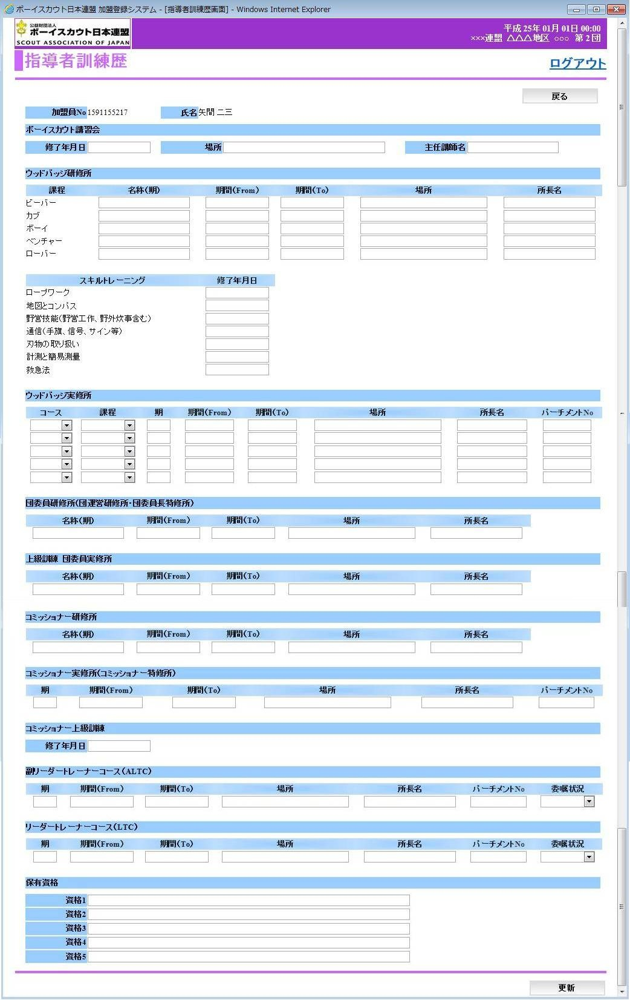 ボーイスカウト日本連盟 加盟登録システム - [指導者訓練歴画面] - Windows Internet Explorer
公益財団法人
ボーイスカウト日本連盟
SCOUT ASSOCIATION OF JAPAN
平成 25年 01月 01日 00:00
×××連盟 △△△地区 ○○○ 第2団
指導者訓練歴
ログアウト
戻る
加盟員No 1591155217 氏名 矢間 二三
ボーイスカウト講習会
修了年月日 場所 主任講師名
ウッドバッジ研修所
課程 名称(期) 期間(From) 期間(To) 場所 所長名
ビーバー
カブ
ボーイ
ベンチャー
ローバー
スキルトレーニング 修了年月日
ロープワーク
地図とコンパス
野営技能(野営工作、野外炊事含む)
通信(手旗、信号、サイン等)
刃物の取り扱い
計測と簡易測量
救急法
ウッドバッジ実修所
コース 課程 期 期間(From) 期間(To) 場所 所長名 パーチメントNo
団委員研修所(団運営研修所・団委員長特修所)
名称(期) 期間(From) 期間(To) 場所 所長名
上級訓練 団委員実修所
名称(期) 期間(From) 期間(To) 場所 所長名
コミッショナー研修所
名称(期) 期間(From) 期間(To) 場所 所長名
コミッショナー実修所(コミッショナー特修所)
期 期間(From) 期間(To) 場所 所長名 パーチメントNo
コミッショナー上級訓練
修了年月日
副リーダートレーナーコース(ALTC)
期 期間(From) 期間(To) 場所 所長名 パーチメントNo 委嘱状況
リーダートレーナーコース(LTC)
期 期間(From) 期間(To) 場所 所長名 パーチメントNo 委嘱状況
保有資格
資格1
資格2
資格3
資格4
資格5
更新